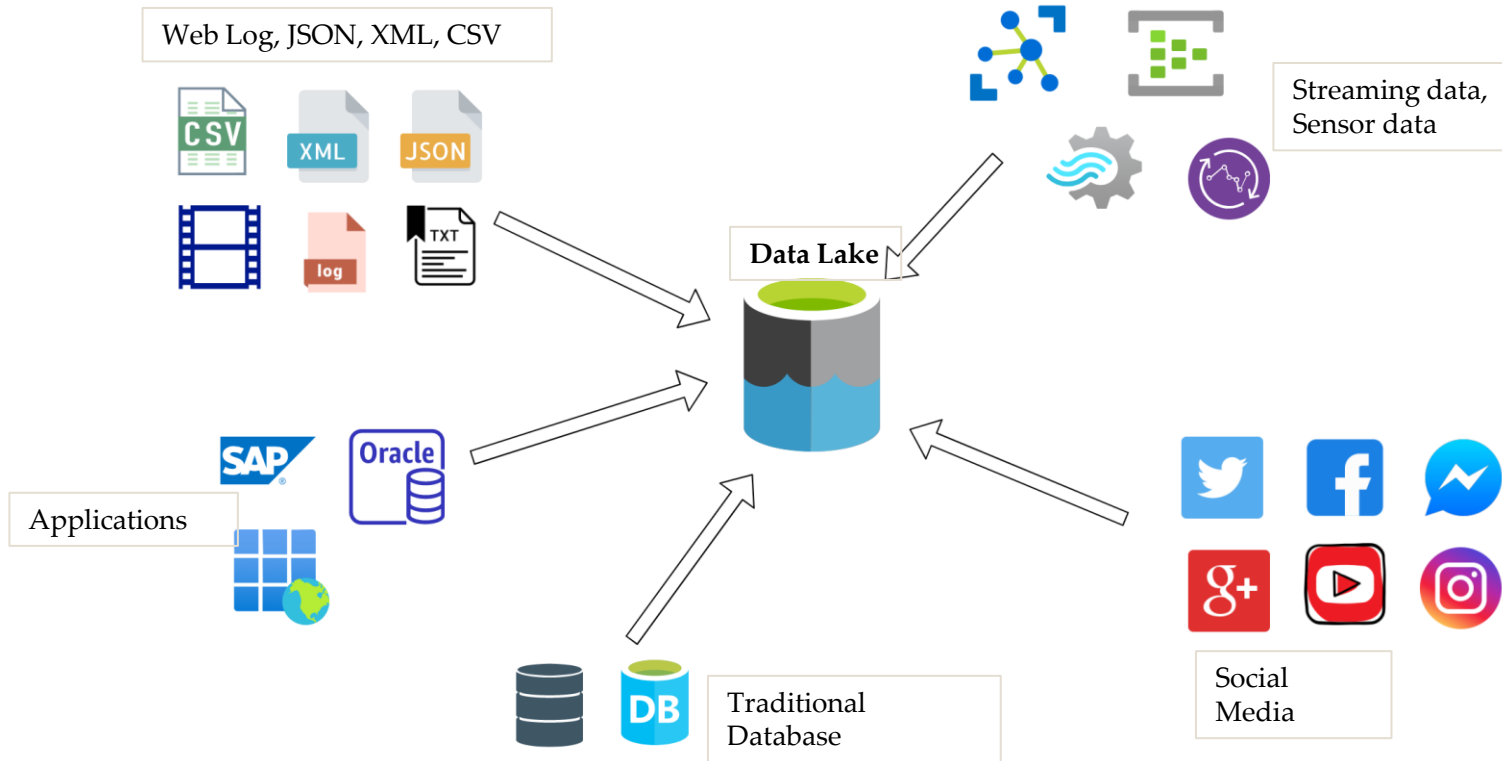 Web Log, JSON, XML, CSV
CSV
XML
JSON
log
TXT
Streaming data,
Sensor data
Data Lake
SAP
®
Oracle
Applications
DB
Traditional
Database
g+
Social
Media